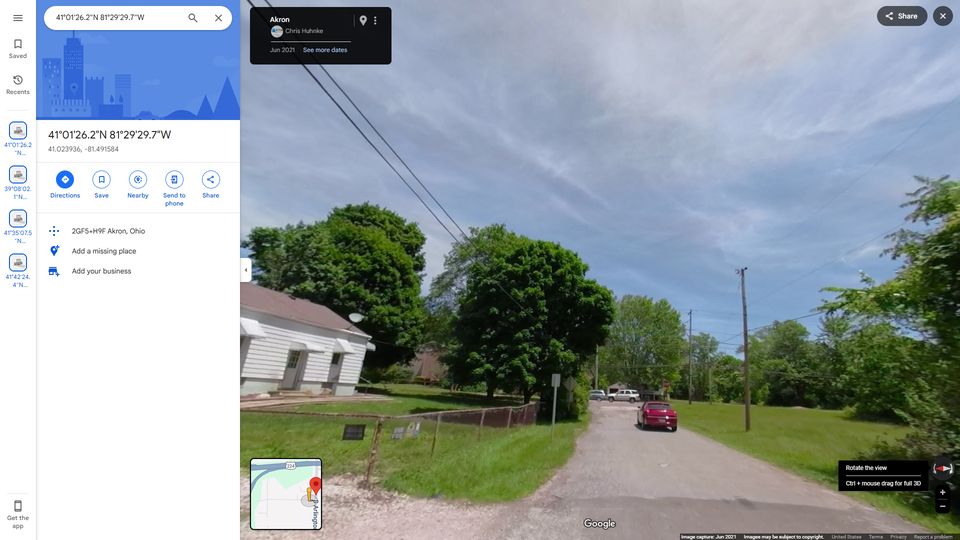 41°01'26.2"N 81°29'29.7"W
Saved
Recents
41°01'26.2
"N...
39°08'02.
1"N...
41°35'07.5
"N...
41°42'24.
4"N...
Get the
app
41°01'26.2"N 81°29'29.7"W
41.023936, -81.491584
Directions
Save
Nearby
Send to
phone
Share
2GF5+H9F Akron, Ohio
Add a missing place
Add your business
Akron
Chris Huhnke
Jun 2021 See more dates
Share
224
S Arlington
Rotate the view
Ctrl + mouse drag for full 3D
Google
Image capture: Jun 2021 Images may be subject to copyright. United States Terms Privacy Report a problem